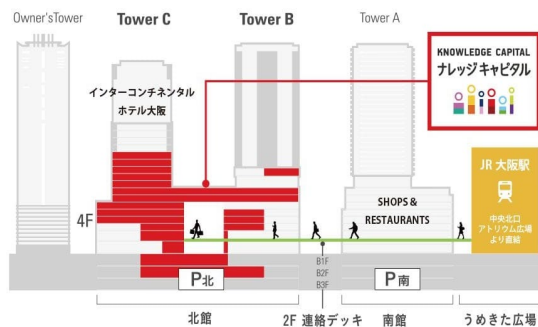 Owner'sTower
Tower C
Tower B
Tower A
KNOWLEDGE CAPITAL
ナレッジキャピタル
インターコンチネンタル
ホテル大阪
JR 大阪駅
中央北口
アトリウム広場
より直結
SHOPS &
RESTAURANTS
4F
B1F
B2F
B3F
P北
P南
北館
2F 連絡デッキ
南館
うめきた広場